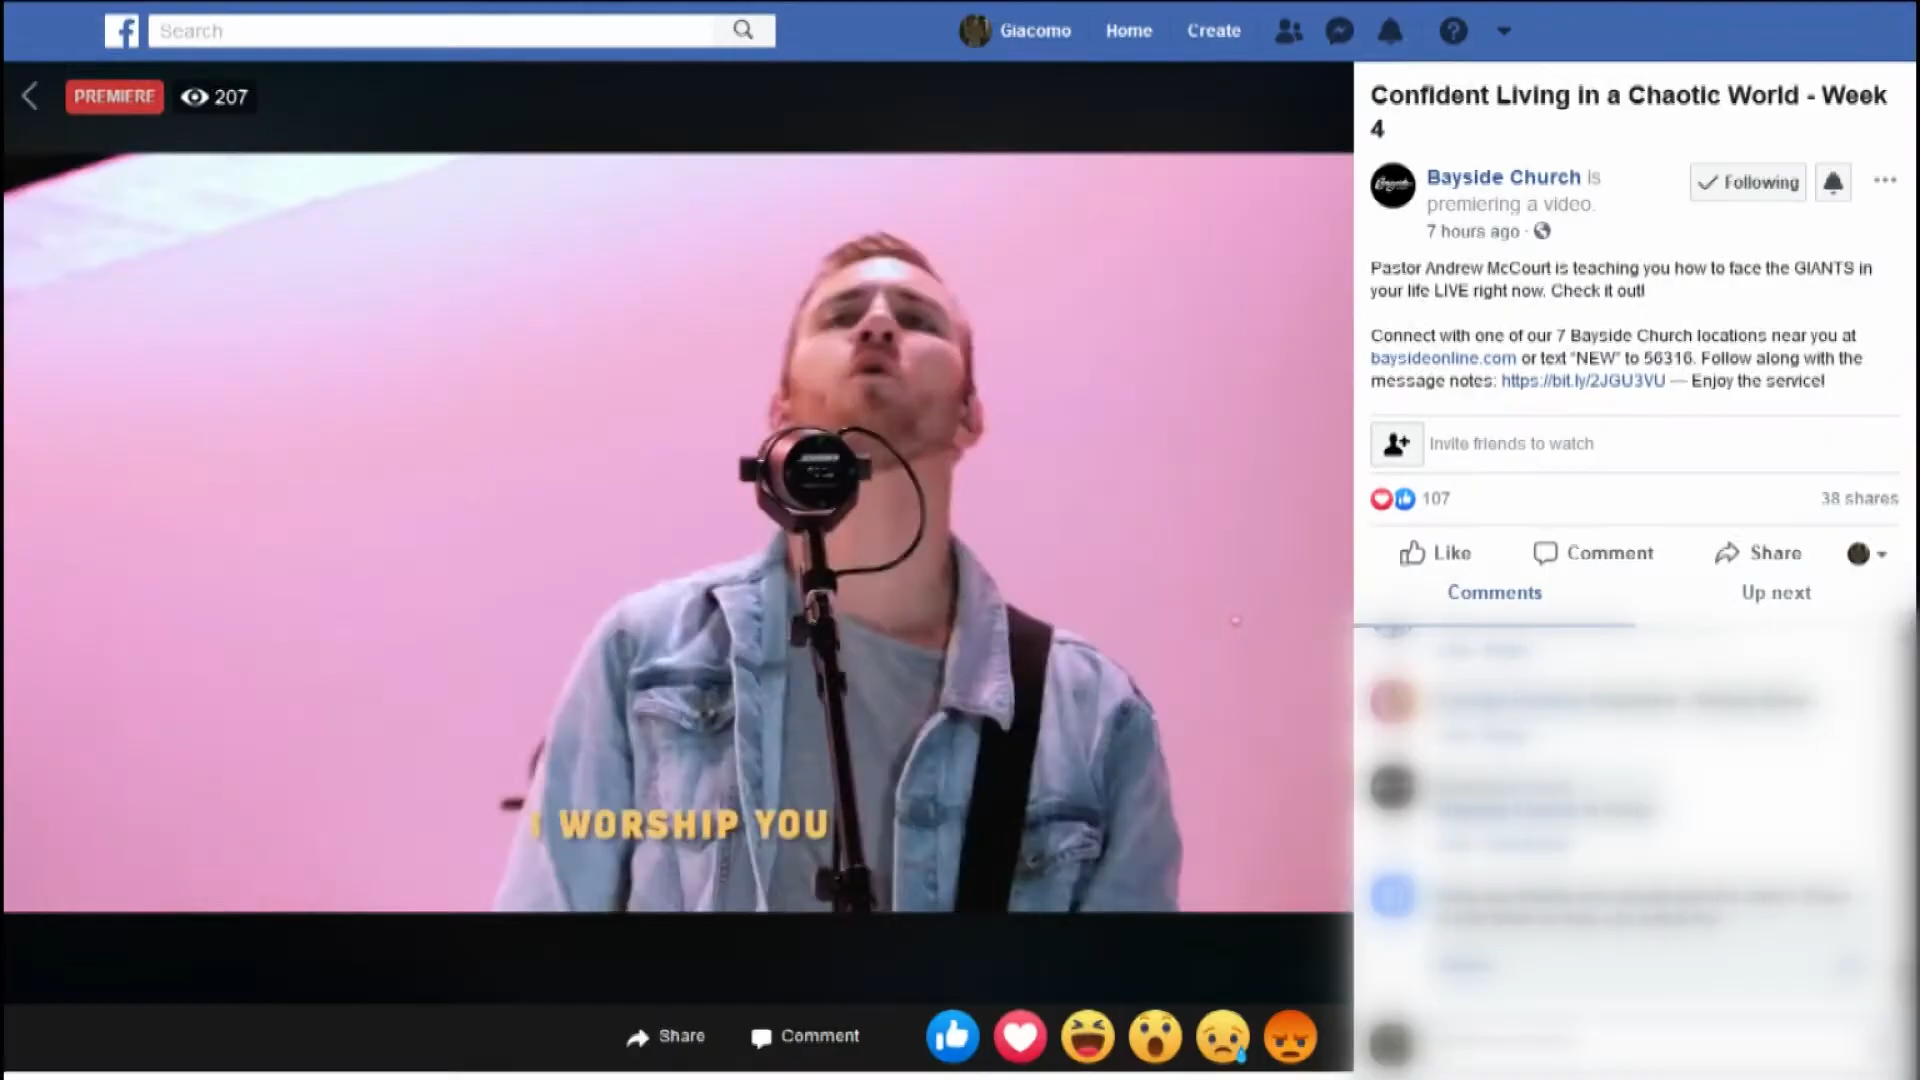 Search
Giacomo
Home
Create
PREMIERE
207
I WORSHIP YOU
Share
Comment
Confident Living in a Chaotic World - Week
4
Bayside Church is
premiering a video.
Following
7 hours ago ·
Pastor Andrew McCourt is teaching you how to face the GIANTS in
your life LIVE right now. Check it out!
Connect with one of our 7 Bayside Church locations near you at
baysideonline.com or text "NEW" to 56316. Follow along with the
message notes: https://bit.ly/2JGU3VU — Enjoy the service!
Invite friends to watch
107
38 shares
Like
Comment
Share
Comments
Up next